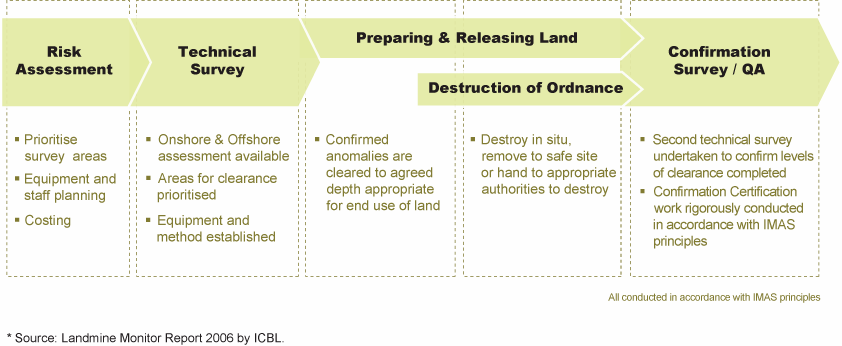 Risk
Assessment
Technical
Survey
Preparing & Releasing Land
Destruction of Ordnance
Confirmation
Survey / QA
▪ Prioritise
survey areas
▪ Equipment and
staff planning
▪ Costing
▪ Onshore & Offshore
assessment available
▪ Areas for clearance
prioritised
▪ Equipment and
method established
▪ Confirmed
anomalies are
cleared to agreed
depth appropriate
for end use of land
▪ Destroy in situ,
remove to safe site
or hand to appropriate
authorities to destroy
▪ Second technical survey
undertaken to confirm levels
of clearance completed
▪ Confirmation Certification
work rigorously conducted
in accordance with IMAS
principles
All conducted in accordance with IMAS principles
* Source: Landmine Monitor Report 2006 by ICBL.